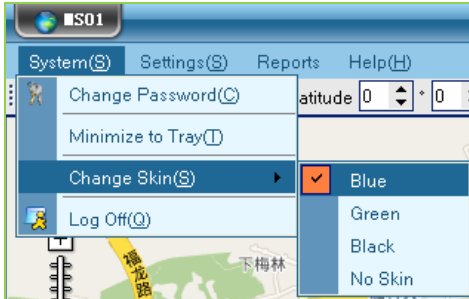 MS01
System(S) Settings(S) Reports Help(H)
Change Password(C)
atitude 0 ° 0
Minimize to Tray(T)
Change Skin(S)
Blue
Log Off(Q)
Green
Black
No Skin
下梅林
福龙路